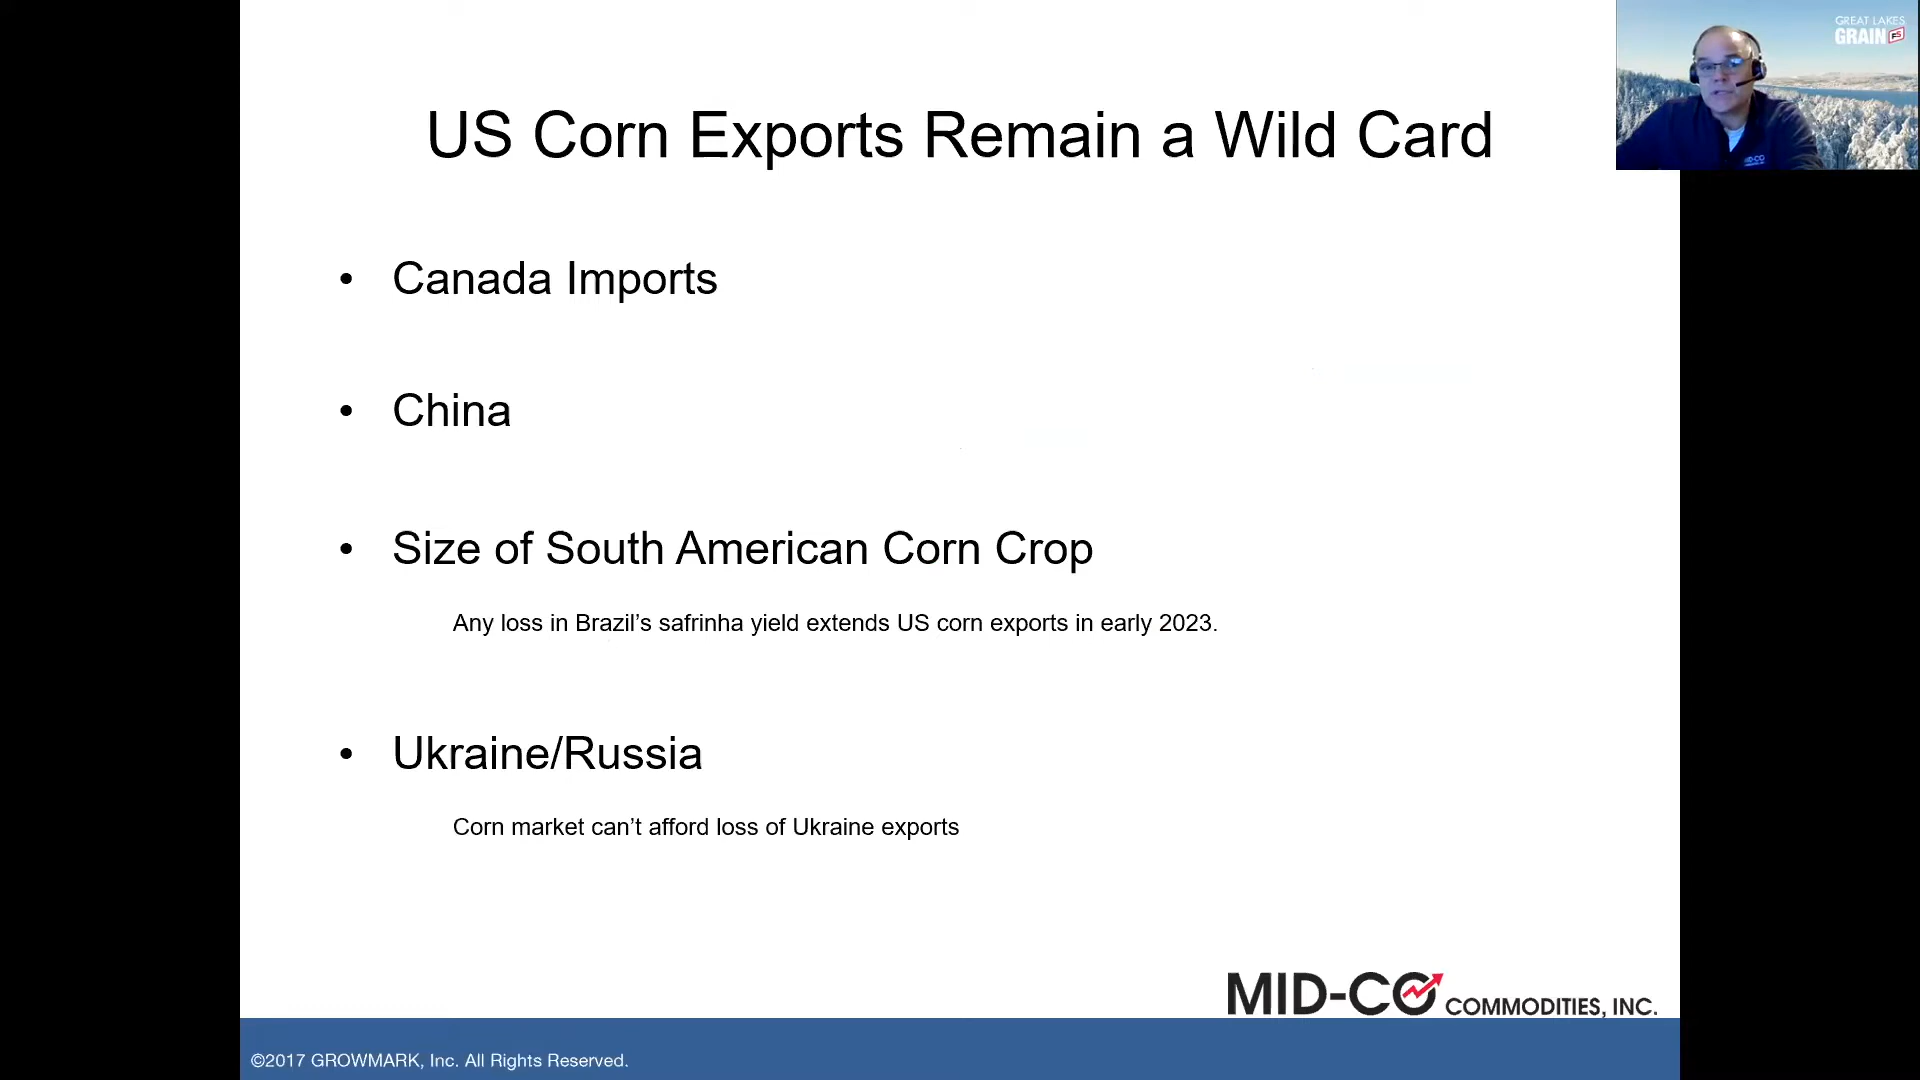 GREAT LAKES
GRAIN FS
US Corn Exports Remain a Wild Card
• Canada Imports
• China
• Size of South American Corn Crop
Any loss in Brazil’s safrinha yield extends US corn exports in early 2023.
• Ukraine/Russia
Corn market can’t afford loss of Ukraine exports
MID-CO COMMODITIES, INC.
©2017 GROWMARK, Inc. All Rights Reserved.